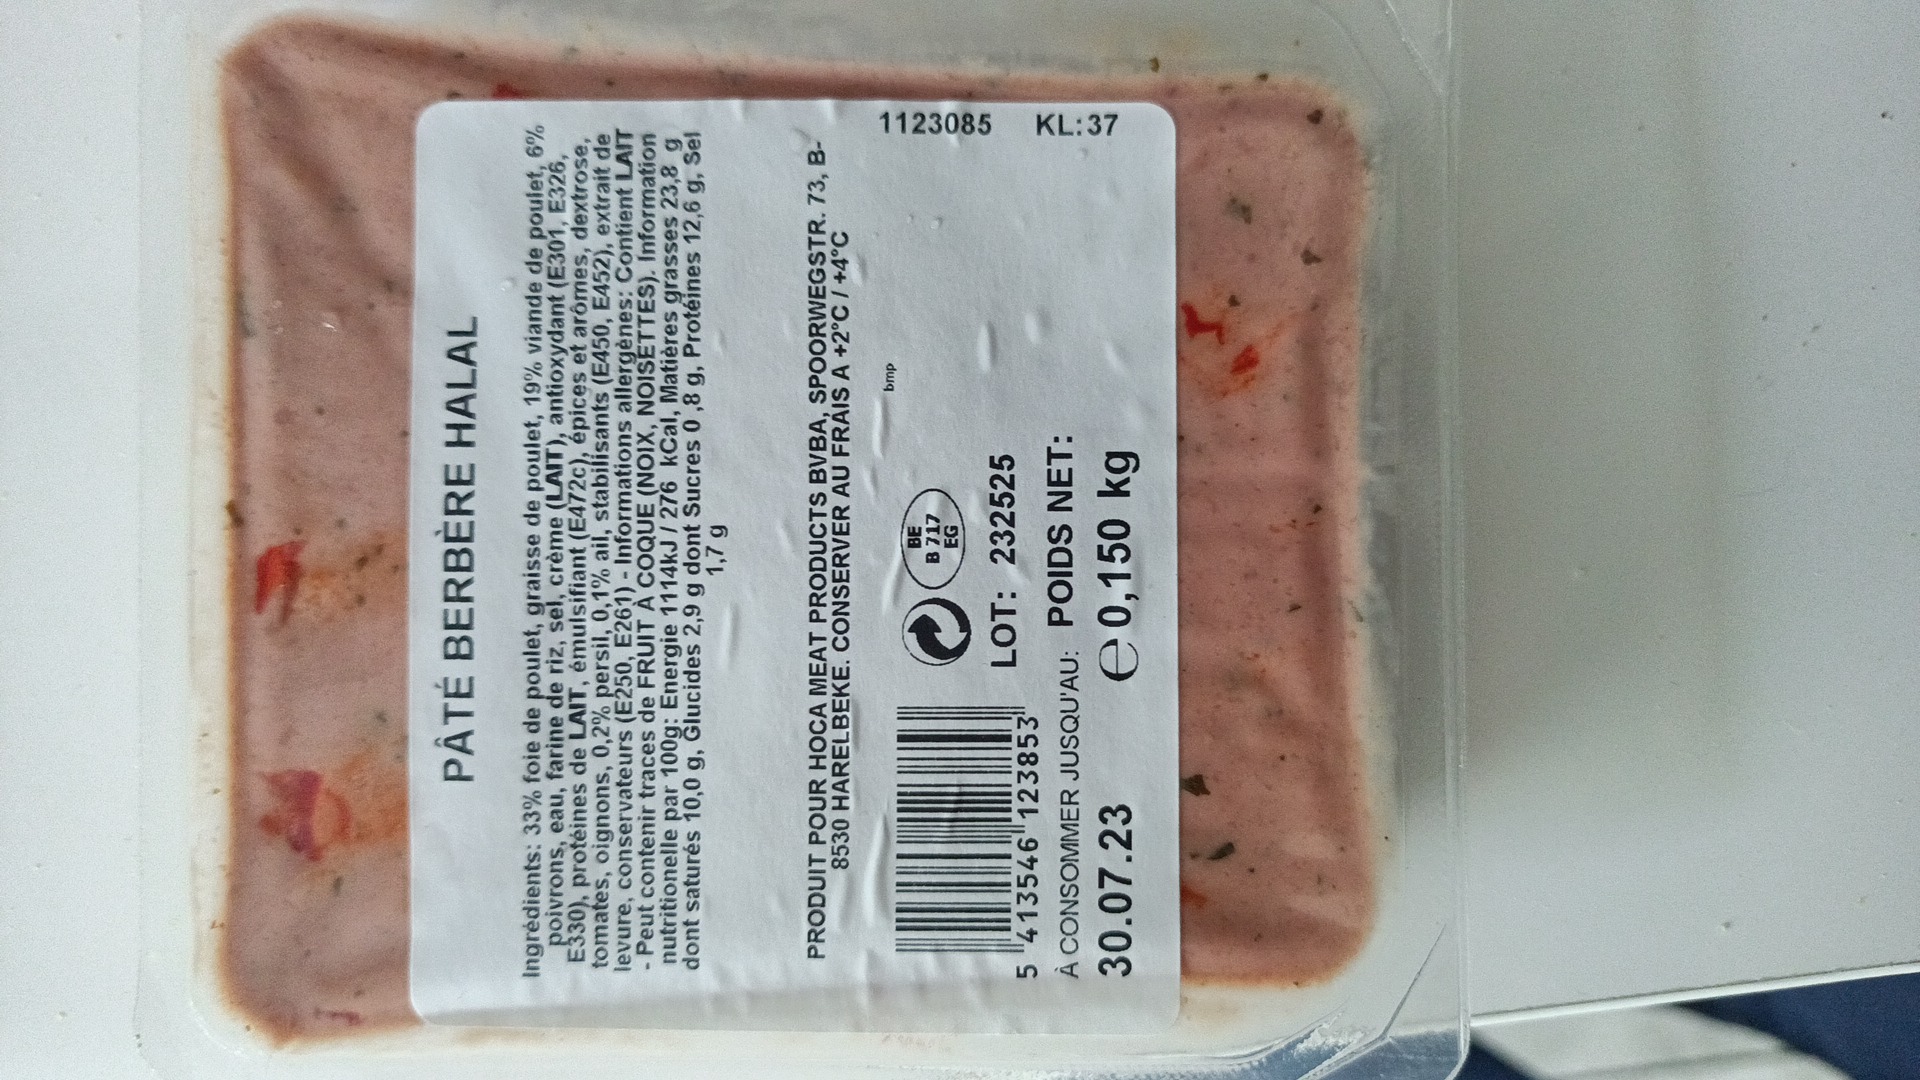 PÂTÉ BERBÈRE HALAL
Ingrédients: 33% foie de poulet, graisse de poulet, 19% viande de poulet, 6%
poivrons, eau, farine de riz, sel, crème (LAIT), antioxydant (E301, E326,
E330), protéines de LAIT, émulsifiant (E472c), épices et arômes, dextrose,
tomates, oignons, 0,2% persil, 0,1% ail, stabilisants (E450, E452), extrait de
levure, conservateurs (E250, E261) - Informations allergènes: Contient LAIT
- Peut contenir traces de FRUIT À COQUE (NOIX, NOISETTES). Information
nutritionelle par 100g: Energie 1114kJ / 276 kCal, Matières grasses 23,8 g
dont saturés 10,0 g, Glucides 2,9 g dont Sucres 0 ,8 g, Protéines 12,6 g, Sel
1,7 g
PRODUIT POUR HOCA MEAT PRODUCTS BVBA, SPOORWEGSTR. 73, B-
8530 HARELBEKE. CONSERVER AU FRAIS A +2°C / +4°C
bmp
1123085
KL:37
BE
B 717
EG
5 413546 123853
LOT: 232525
À CONSOMMER JUSQU'AU: POIDS NET:
30.07.23 e 0,150 kg